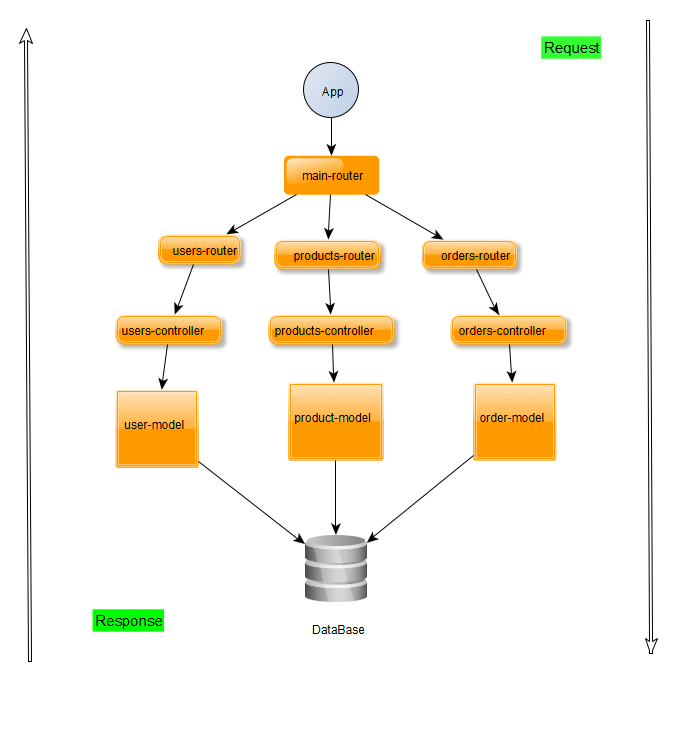 Request
App
main-router
users-router
products-router
orders-router
users-controller
products-controller
orders-controller
user-model
product-model
order-model
Response
DataBase